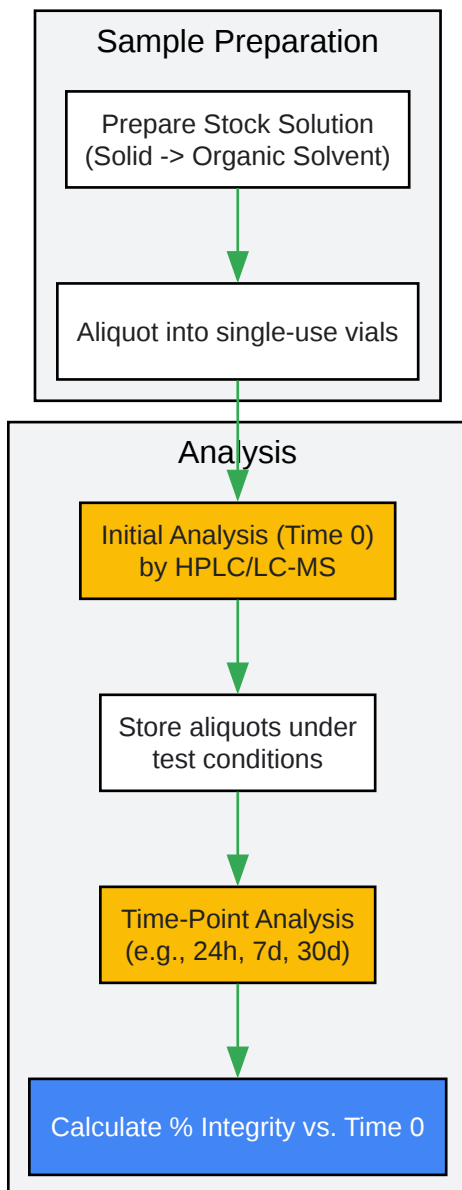 Sample Preparation
Prepare Stock Solution
(Solid -> Organic Solvent)
Aliquot into single-use vials
Analysis
Initial Analysis (Time 0)
by HPLC/LC-MS
Store aliquots under
test conditions
Time-Point Analysis
(e.g., 24h, 7d, 30d)
Calculate % Integrity vs. Time 0